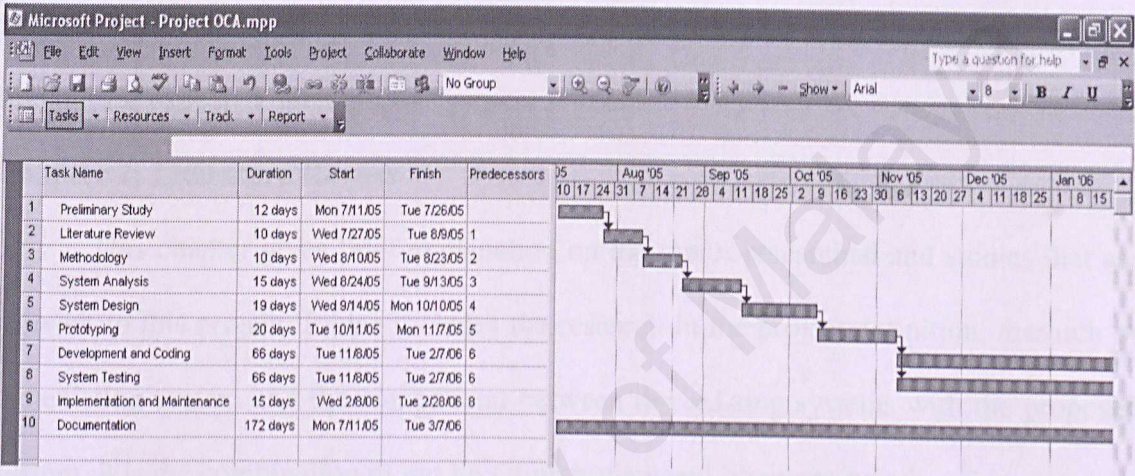 Microsoft Project - Project OCA.mpp
File Edit View Insert Format Tools Project Collaborate Window Help
Type a question for help
No Group
Show
Arial
8
B I U
Tasks Resources Track Report
Task Name Duration Start Finish Predecessors 05 Aug '05 Sep '05 Oct '05 Nov '05 Dec '05 Jan '06
10 17 24 31 7 14 21 28 4 11 18 25 2 9 16 23 30 6 13 20 27 4 11 18 25 1 8 15
1 Preliminary Study 12 days Mon 7/11/05 Tue 7/26/05
2 Literature Review 10 days Wed 7/27/05 Tue 8/9/05 1
3 Methodology 10 days Wed 8/10/05 Tue 8/23/05 2
4 System Analysis 15 days Wed 8/24/05 Tue 9/13/05 3
5 System Design 19 days Wed 9/14/05 Mon 10/10/05 4
6 Prototyping 20 days Tue 10/11/05 Mon 11/7/05 5
7 Development and Coding 66 days Tue 11/8/05 Tue 2/7/06 6
8 System Testing 66 days Tue 11/8/05 Tue 2/7/06 6
9 Implementation and Maintenance 15 days Wed 2/8/06 Tue 2/28/06 8
10 Documentation 172 days Mon 7/11/05 Tue 3/7/06
of Malaya